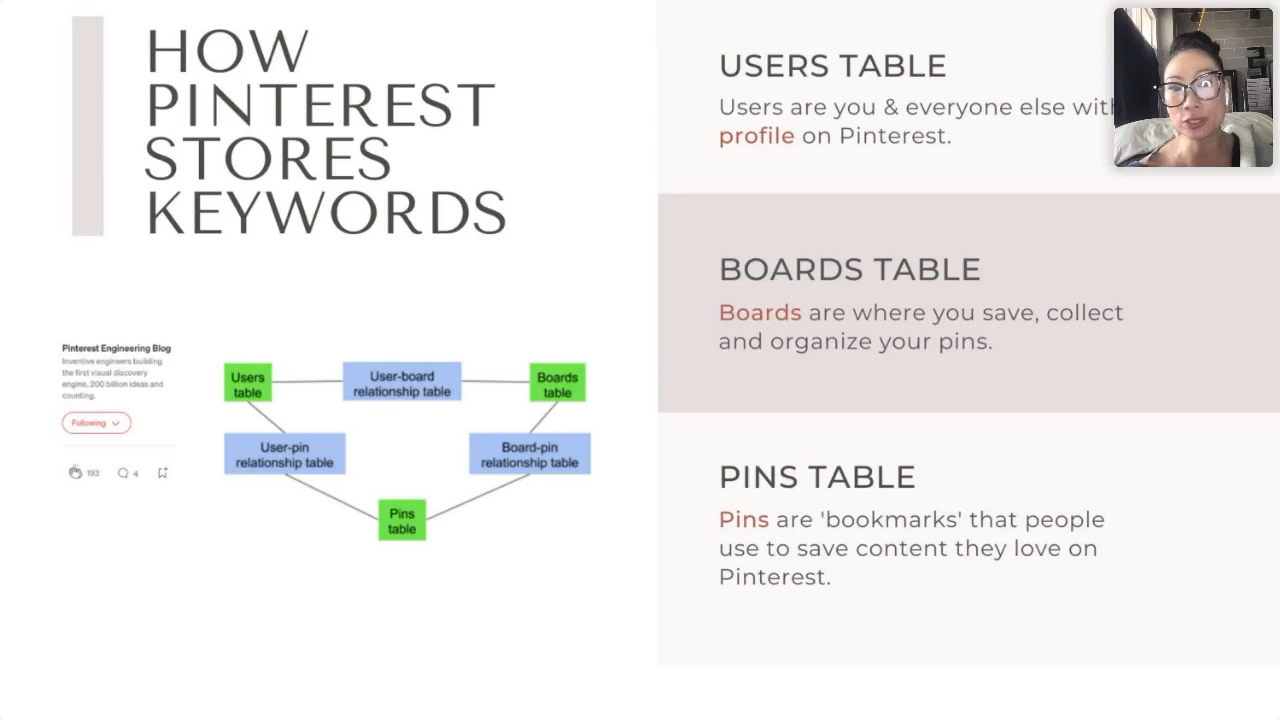 HOW
PINTEREST
STORES
KEYWORDS
Pinterest Engineering Blog
Inventive engineers building
the first visual discovery
engine, 200 billion ideas and
counting.
Following
193
4
Users
table
User-board
relationship table
Boards
table
User-pin
relationship table
Board-pin
relationship table
Pins
table
USERS TABLE
Users are you & everyone else with
profile on Pinterest.
BOARDS TABLE
Boards are where you save, collect
and organize your pins.
PINS TABLE
Pins are 'bookmarks' that people
use to save content they love on
Pinterest.